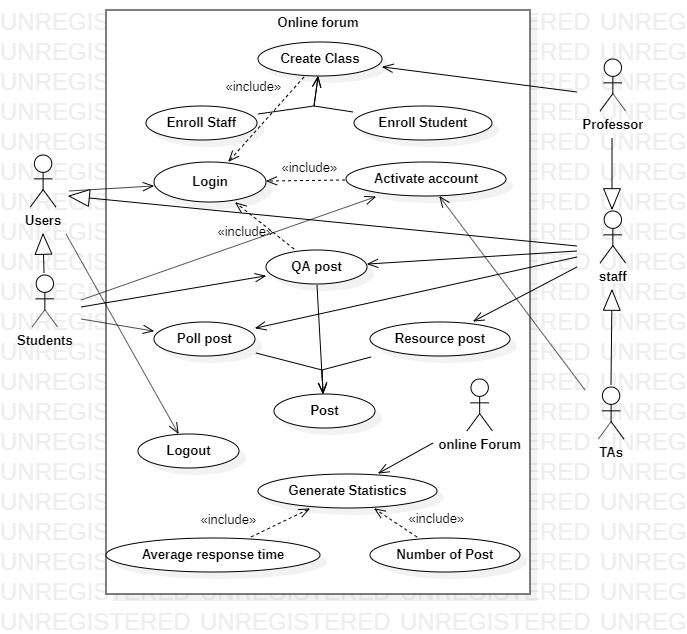 Online forum
Create Class
«include»
Enroll Staff
Enroll Student
Professor
Login
«include»
Activate account
Users
«include»
QA post
staff
Students
Poll post
Resource post
Post
Logout
online Forum
TAs
Generate Statistics
«include»
«include»
Average response time
Number of Post
UNREGISTERED UNREGISTERED UNREGISTERED